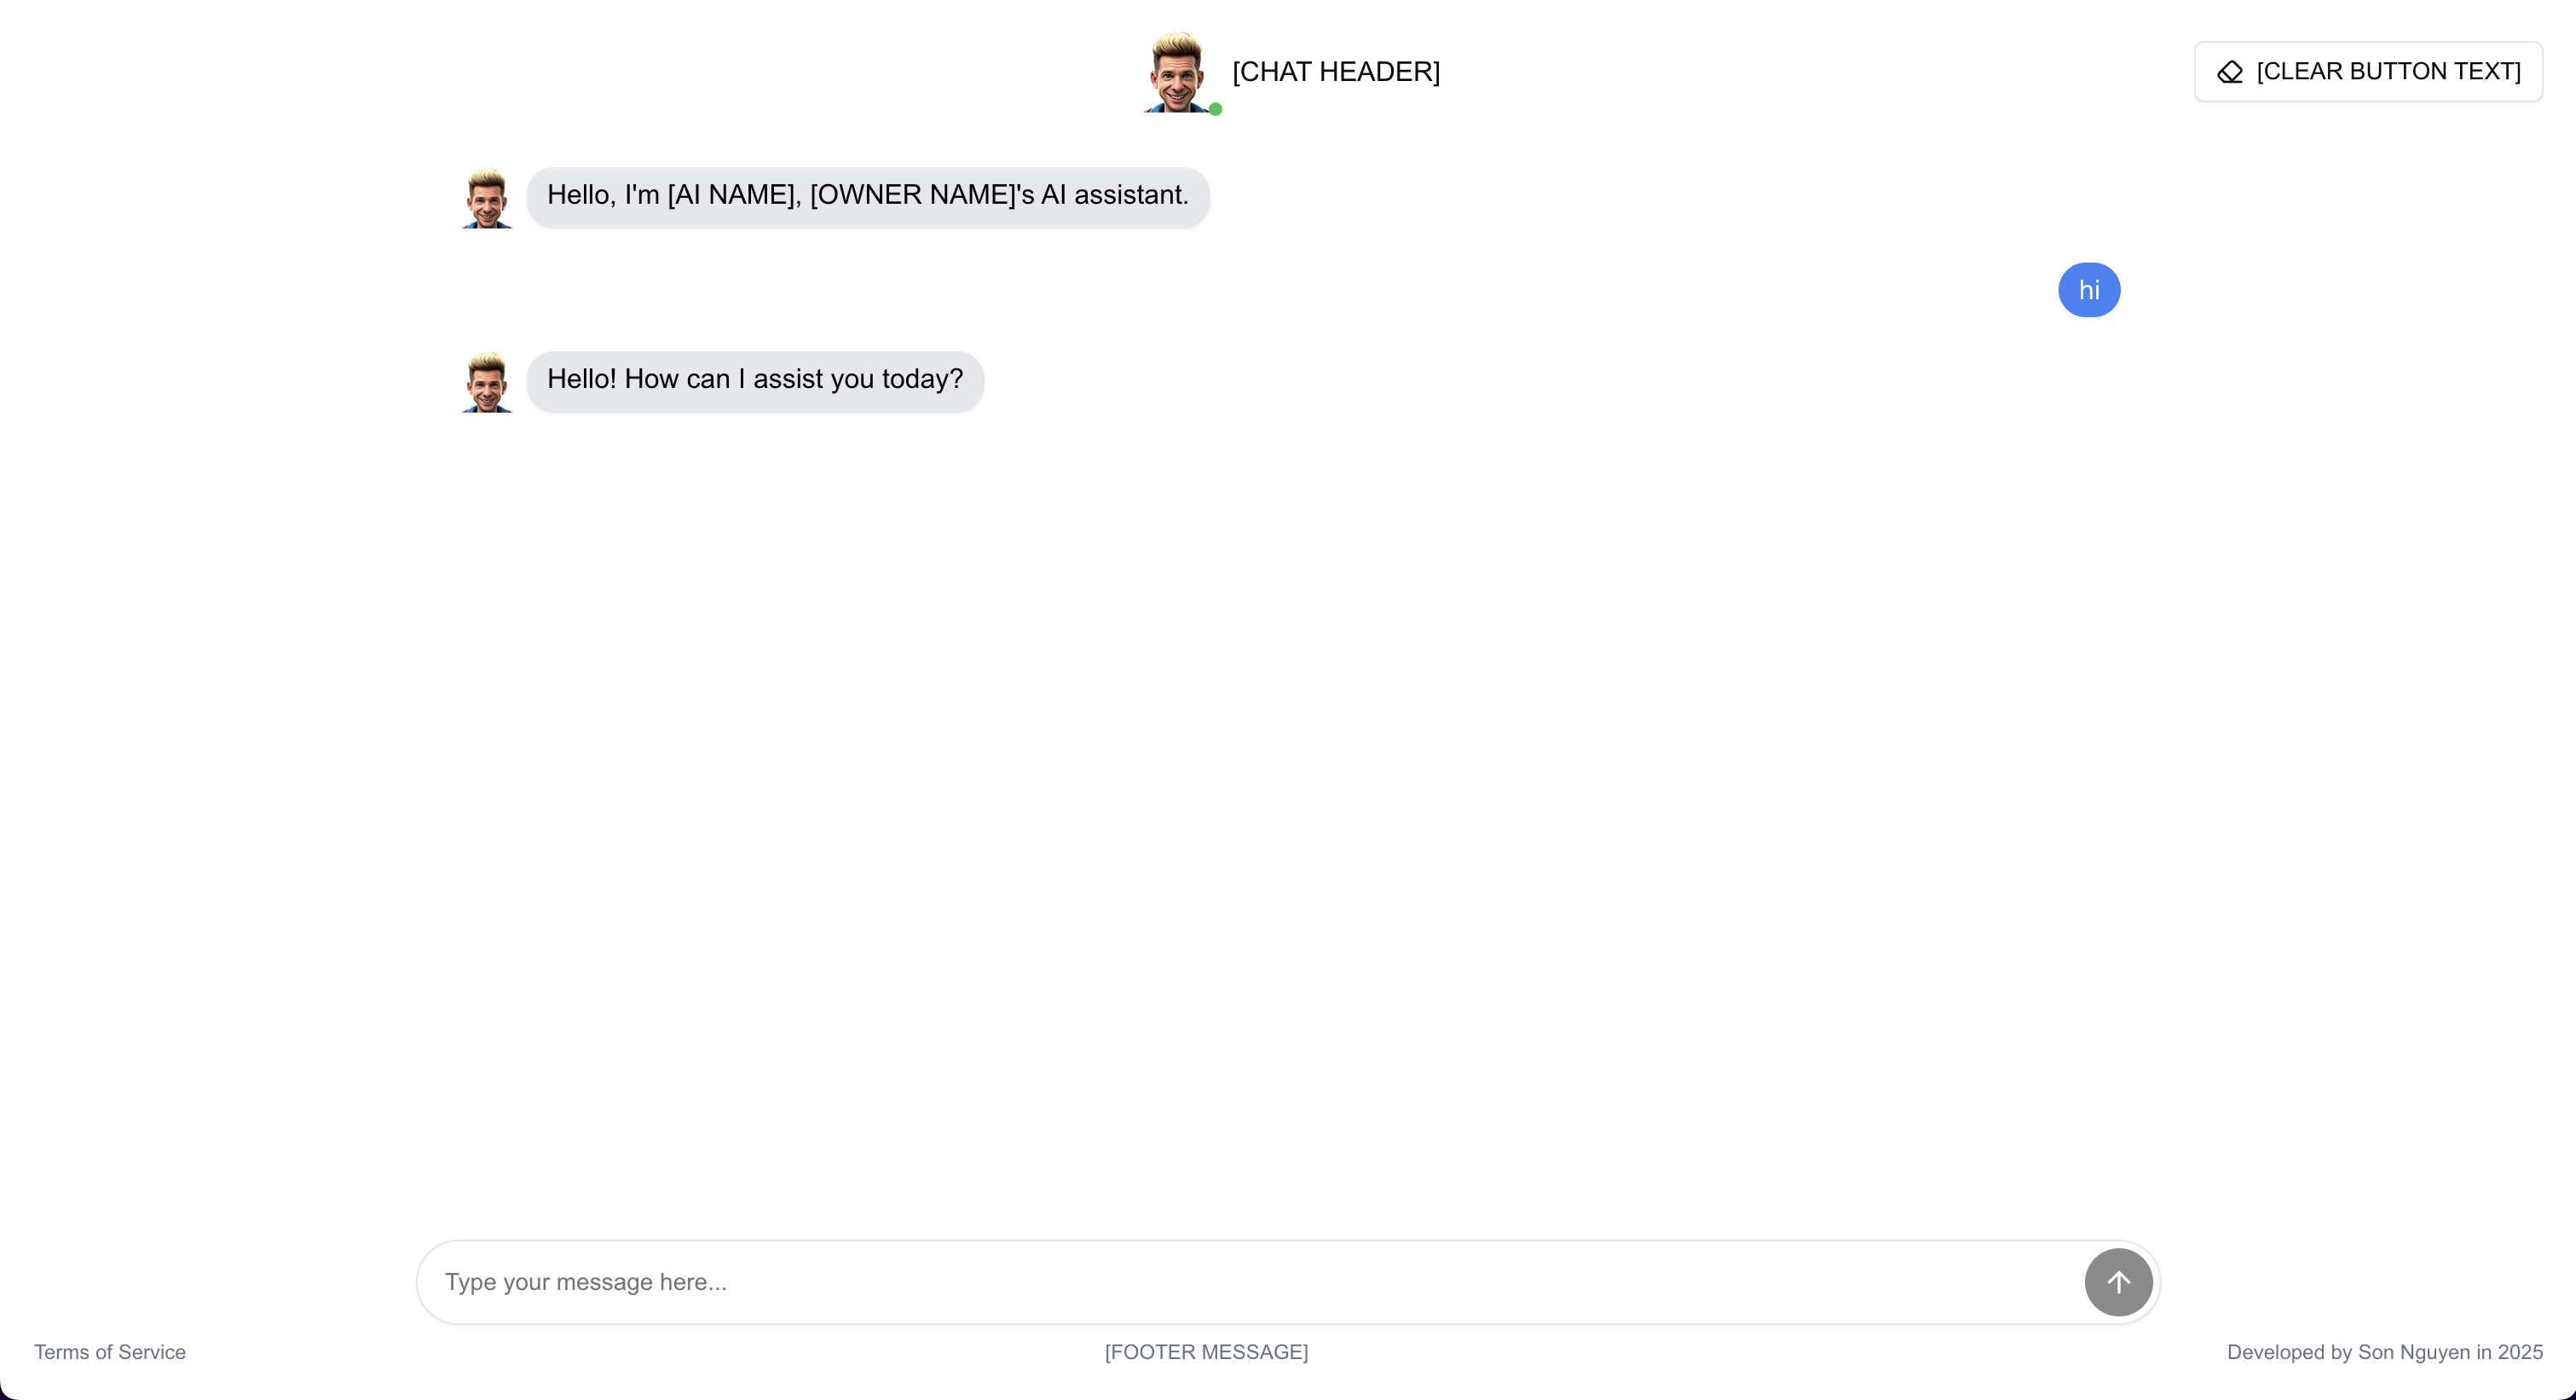 [CHAT HEADER]
[CLEAR BUTTON TEXT]
Hello, I'm [AI NAME], [OWNER NAME]'s AI assistant.
hi
Hello! How can I assist you today?
Type your message here...
Terms of Service
[FOOTER MESSAGE]
Developed by Son Nguyen in 2025